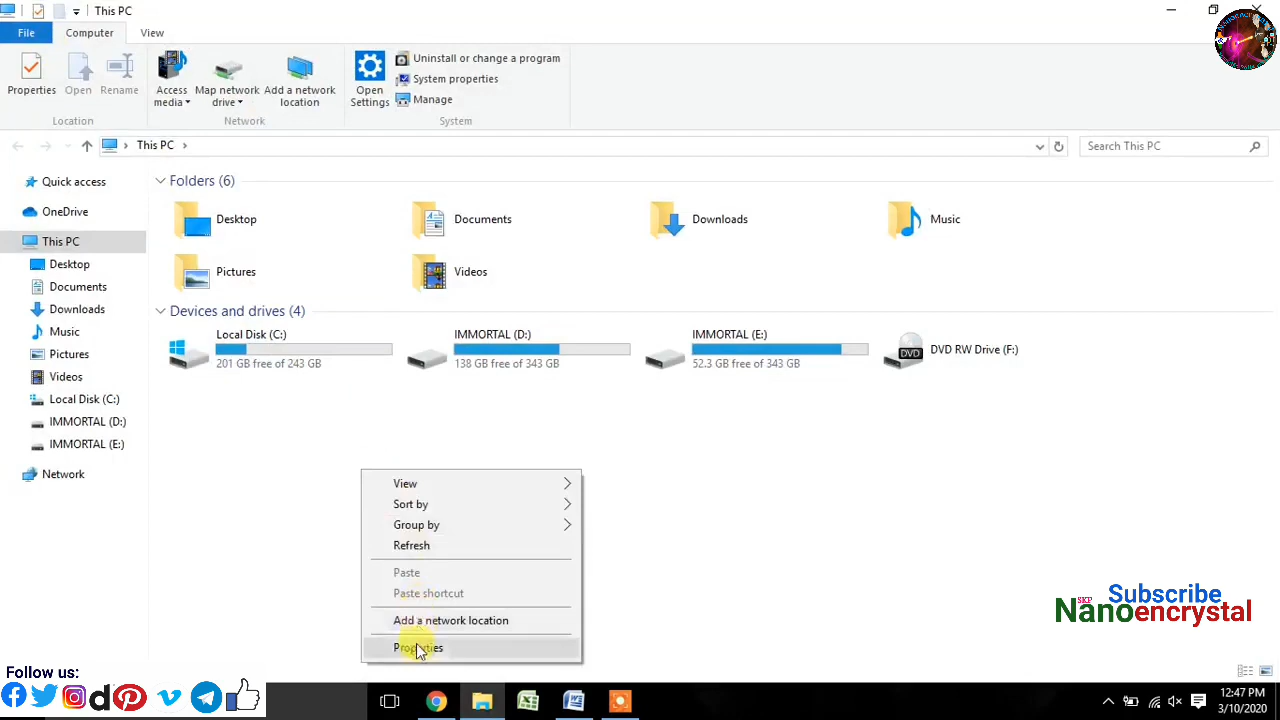 This PC
File
Computer
View
Properties
Open
Rename
Access media
Map network drive
Add a network location
Open Settings
Uninstall or change a program
System properties
Manage
Location
Network
System
This PC
Search This PC
Quick access
OneDrive
This PC
Desktop
Documents
Downloads
Music
Pictures
Videos
Local Disk (C:)
IMMORTAL (D:)
IMMORTAL (E:)
Network
Folders (6)
Desktop
Documents
Downloads
Music
Pictures
Videos
Devices and drives (4)
Local Disk (C:)
201 GB free of 243 GB
IMMORTAL (D:)
138 GB free of 343 GB
IMMORTAL (E:)
52.3 GB free of 343 GB
DVD
DVD RW Drive (F:)
View
Sort by
Group by
Refresh
Paste
Paste shortcut
Add a network location
Properties
Subscribe
SKP
Nanoencrystal
Follow us:
12:47 PM
3/10/2020